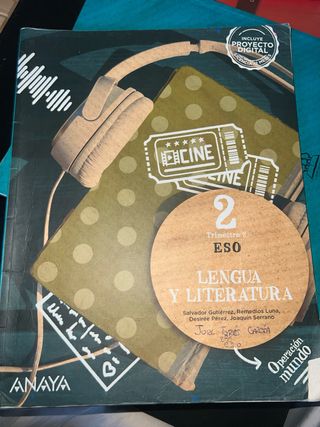 INCLUYE
PROYECTO
DIGITAL
CINE
2
ESO
LENGUA
Y LITERATURA
Salvador Gutiérrez, Remedios Luna,
Desirée Pérez, Joaquín Serrano
Operación
mundo
ANAYA